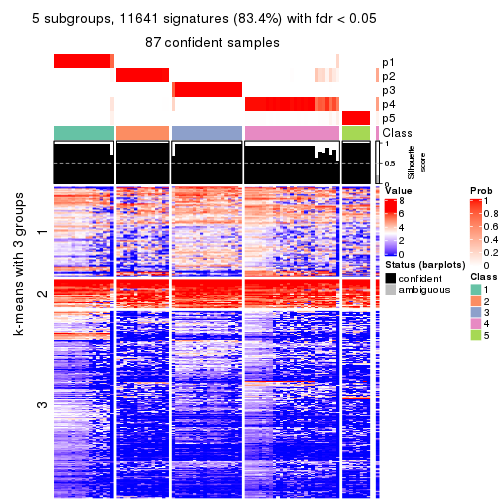 5 subgroups, 11641 signatures (83.4%) with fdr < 0.05
87 confident samples
p1
p2
p3
p4
p5
Class
1
0.5
0
Silhouette
score
k-means with 3 groups
1
2
3
Value
8
6
4
2
0
Status (barplots)
confident
ambiguous
Prob
1
0.8
0.6
0.4
0.2
0
Class
1
2
3
4
5